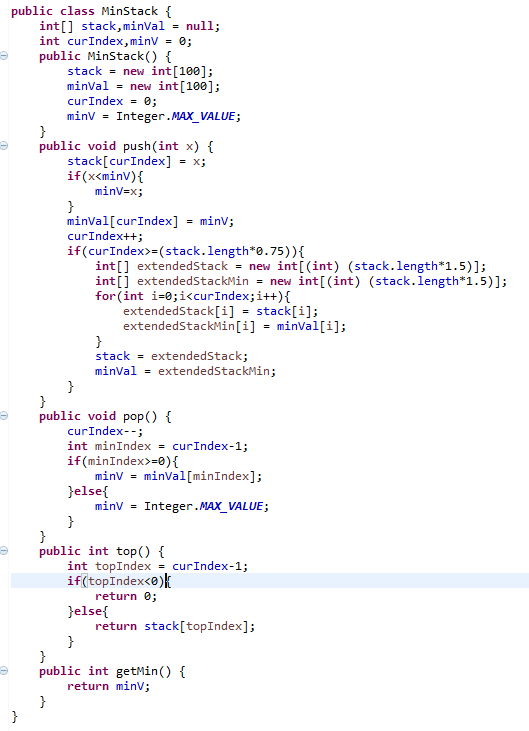 public class MinStack {
    int[] stack,minVal = null;
    int curIndex,minV = 0;
    public MinStack() {
        stack = new int[100];
        minVal = new int[100];
        curIndex = 0;
        minV = Integer.MAX_VALUE;
    }
    public void push(int x) {
        stack[curIndex] = x;
        if(x<minV){
            minV=x;
        }
        minVal[curIndex] = minV;
        curIndex++;
        if(curIndex>=(stack.length*0.75)){
            int[] extendedStack = new int[(int) (stack.length*1.5)];
            int[] extendedStackMin = new int[(int) (stack.length*1.5)];
            for(int i=0;i<curIndex;i++){
                extendedStack[i] = stack[i];
                extendedStackMin[i] = minVal[i];
            }
            stack = extendedStack;
            minVal = extendedStackMin;
        }
    }
    public void pop() {
        curIndex--;
        int minIndex = curIndex-1;
        if(minIndex>=0){
            minV = minVal[minIndex];
        }else{
            minV = Integer.MAX_VALUE;
        }
    }
    public int top() {
        int topIndex = curIndex-1;
        if(topIndex<0){
            return 0;
        }else{
            return stack[topIndex];
        }
    }
    public int getMin() {
        return minV;
    }
}